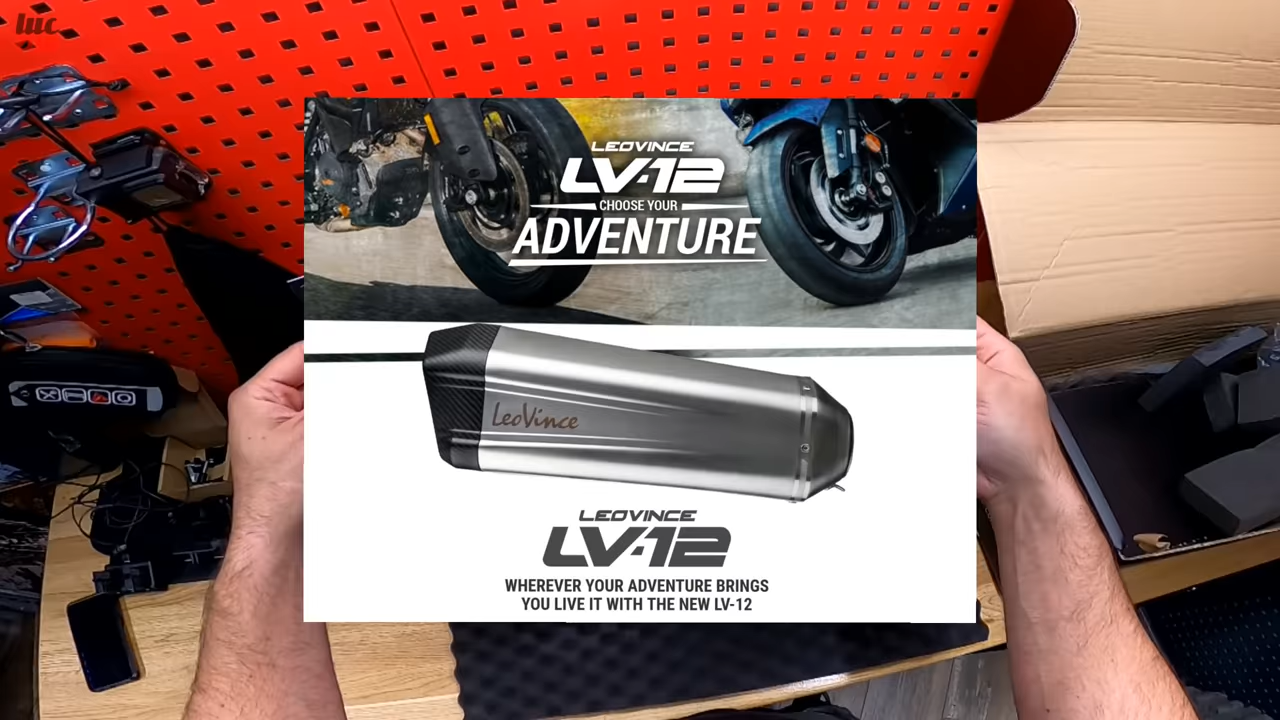 luc
LEOVINCE
LV-12
CHOOSE YOUR
ADVENTURE
LeoVince
LEOVINCE
LV-12
WHEREVER YOUR ADVENTURE BRINGS
YOU LIVE IT WITH THE NEW LV-12